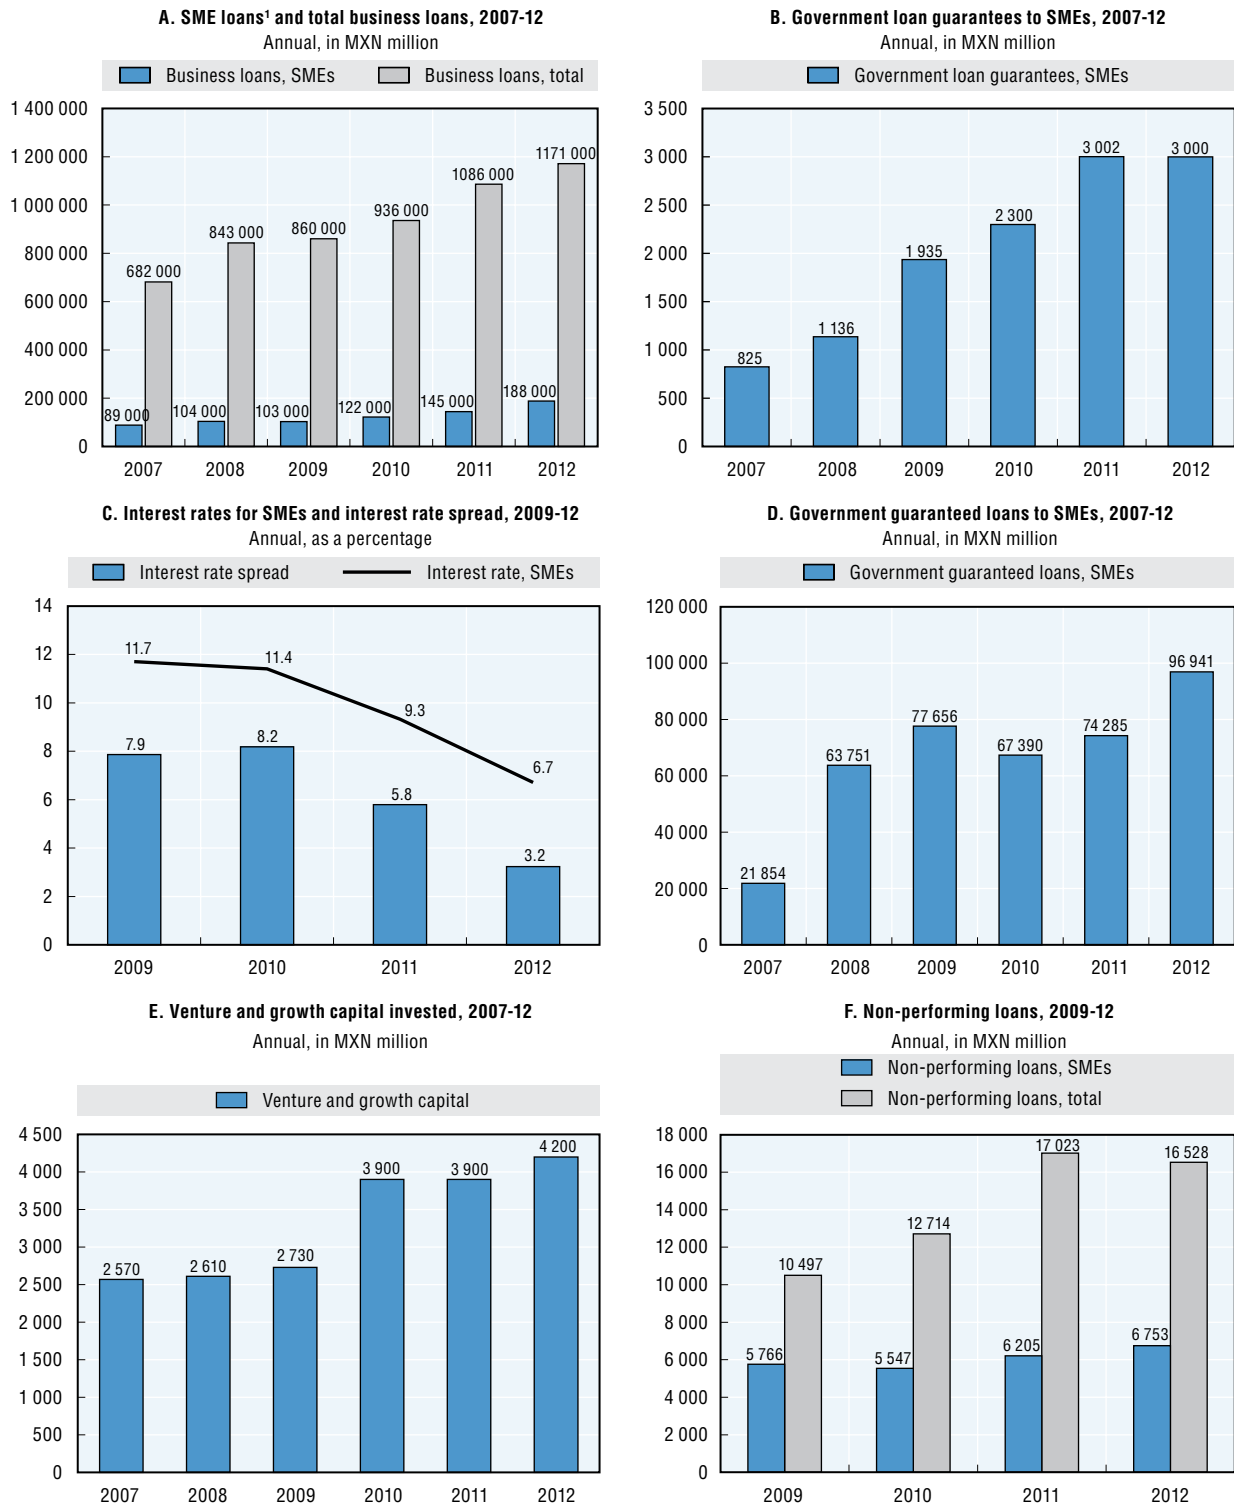 A. SME loans¹ and total business loans, 2007-12
Annual, in MXN million
Business loans, SMEs Business loans, total
1 400 000
1 200 000
1 000 000
800 000
600 000
400 000
200 000
0
89 000 682 000 104 000 843 000 103 000 860 000 122 000 936 000 145 000 1086 000 188 000 1171 000
2007 2008 2009 2010 2011 2012
B. Government loan guarantees to SMEs, 2007-12
Annual, in MXN million
Government loan guarantees, SMEs
3 500
3 000
2 500
2 000
1 500
1 000
500
0
825 1 136 1 935 2 300 3 002 3 000
2007 2008 2009 2010 2011 2012
C. Interest rates for SMEs and interest rate spread, 2009-12
Annual, as a percentage
Interest rate spread Interest rate, SMEs
14
12
10
8
6
4
2
0
11.7 11.4 9.3 6.7
7.9 8.2 5.8 3.2
2009 2010 2011 2012
D. Government guaranteed loans to SMEs, 2007-12
Annual, in MXN million
Government guaranteed loans, SMEs
120 000
100 000
80 000
60 000
40 000
20 000
0
21 854 63 751 77 656 67 390 74 285 96 941
2007 2008 2009 2010 2011 2012
E. Venture and growth capital invested, 2007-12
Annual, in MXN million
Venture and growth capital
4 500
4 000
3 500
3 000
2 500
2 000
1 500
1 000
500
0
2 570 2 610 2 730 3 900 3 900 4 200
2007 2008 2009 2010 2011 2012
F. Non-performing loans, 2009-12
Annual, in MXN million
Non-performing loans, SMEs
Non-performing loans, total
18 000
16 000
14 000
12 000
10 000
8 000
6 000
4 000
2 000
0
5 766 10 497 5 547 12 714 6 205 17 023 6 753 16 528
2009 2010 2011 2012